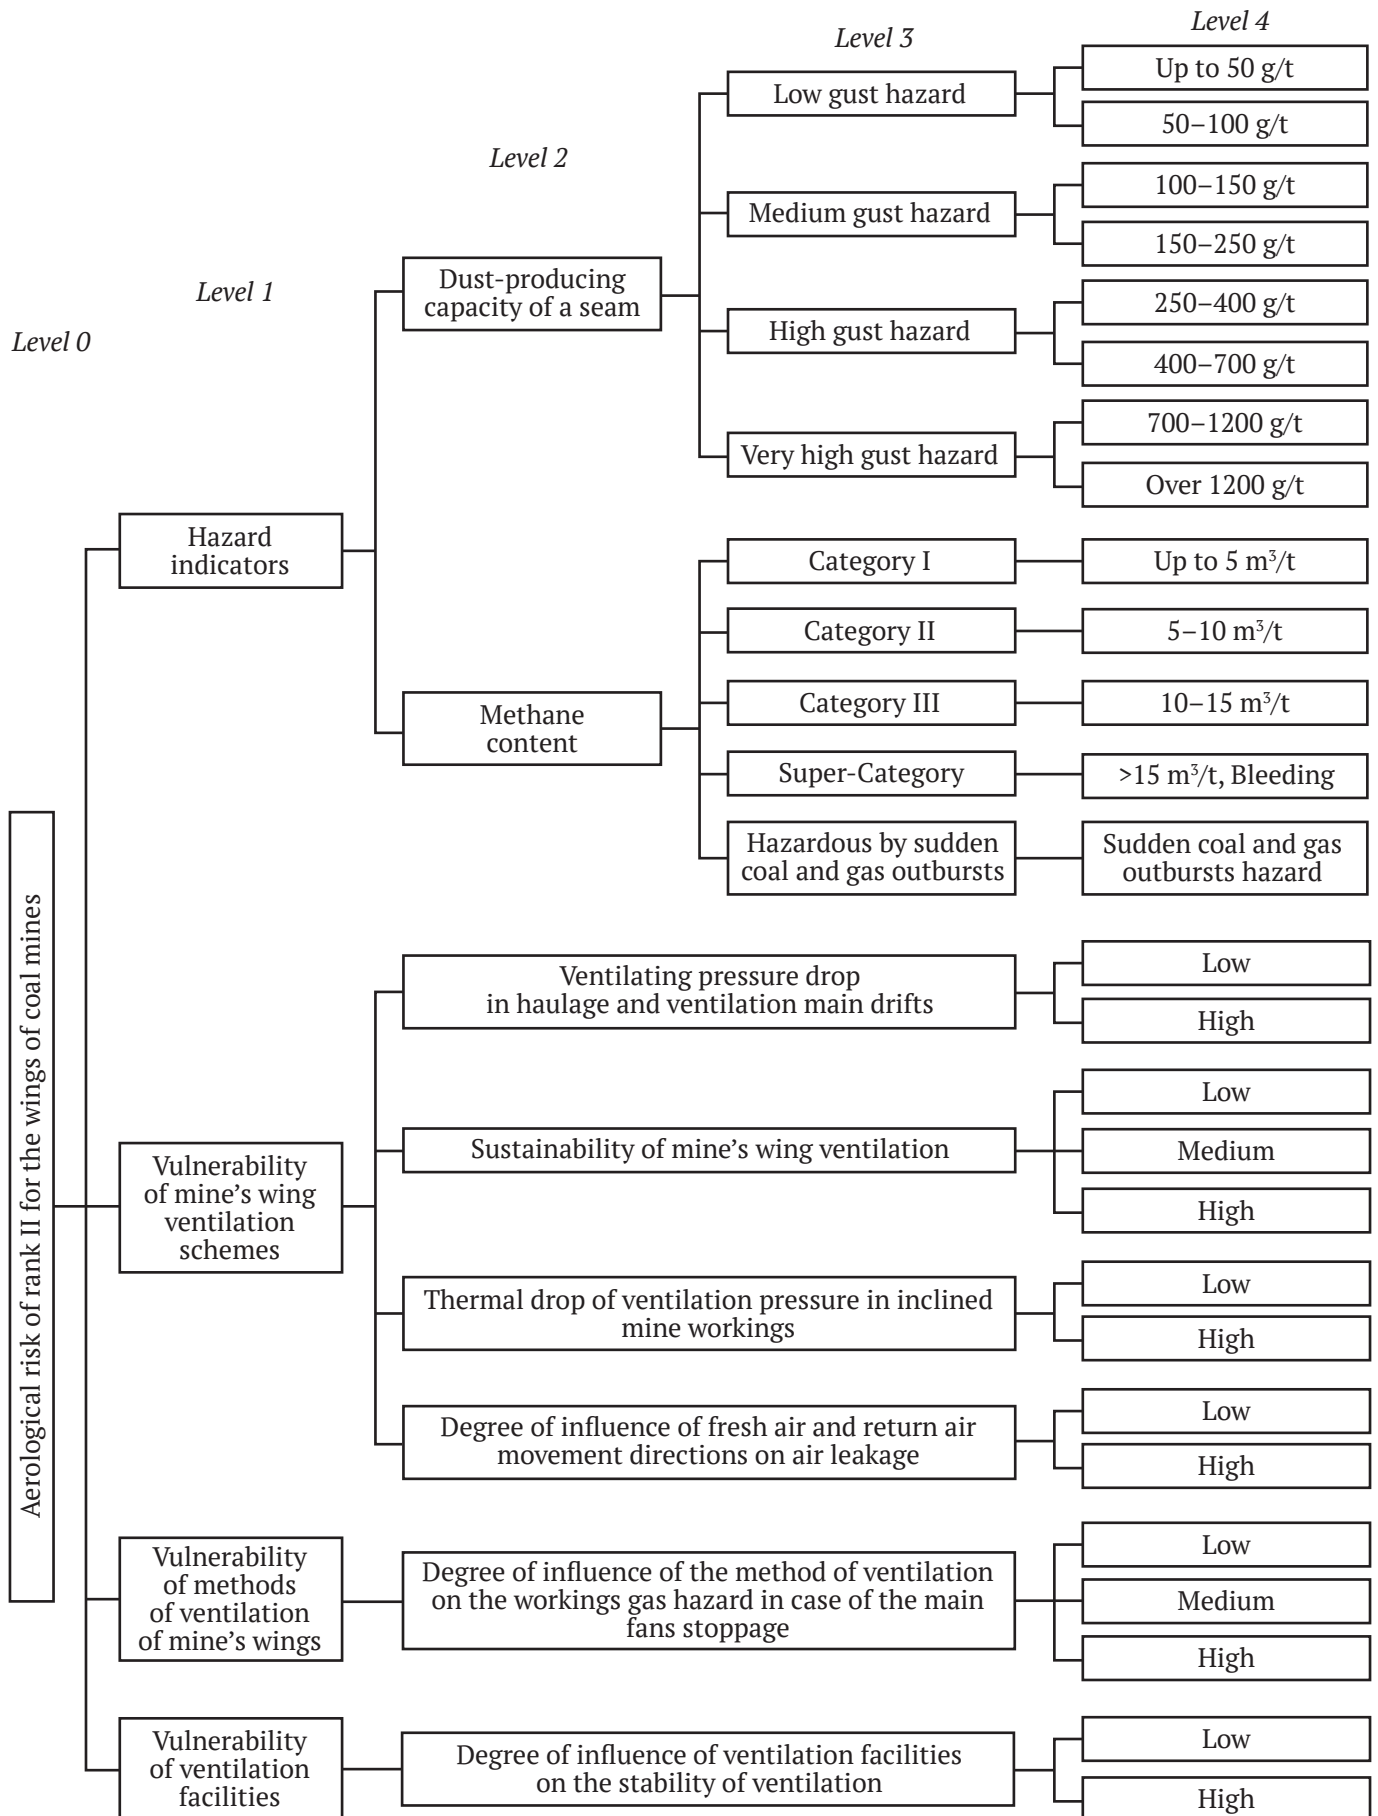 Level 0
Level 1
Level 2
Level 3
Level 4
Aerological risk of rank II for the wings of coal mines
Hazard
indicators
Dust-producing
capacity of a seam
Low gust hazard
Up to 50 g/t
50–100 g/t
Medium gust hazard
100–150 g/t
150–250 g/t
High gust hazard
250–400 g/t
400–700 g/t
Very high gust hazard
700–1200 g/t
Over 1200 g/t
Methane
content
Category I
Up to 5 m³/t
Category II
5–10 m³/t
Category III
10–15 m³/t
Super-Category
>15 m³/t, Bleeding
Hazardous by sudden
coal and gas outbursts
Sudden coal and gas
outbursts hazard
Vulnerability
of mine’s wing
ventilation
schemes
Ventilating pressure drop
in haulage and ventilation main drifts
Low
High
Sustainability of mine’s wing ventilation
Low
Medium
High
Thermal drop of ventilation pressure in inclined
mine workings
Low
High
Degree of influence of fresh air and return air
movement directions on air leakage
Low
High
Vulnerability
of methods
of ventilation
of mine’s wings
Degree of influence of the method of ventilation
on the workings gas hazard in case of the main
fans stoppage
Low
Medium
High
Vulnerability
of ventilation
facilities
Degree of influence of ventilation facilities
on the stability of ventilation
Low
High